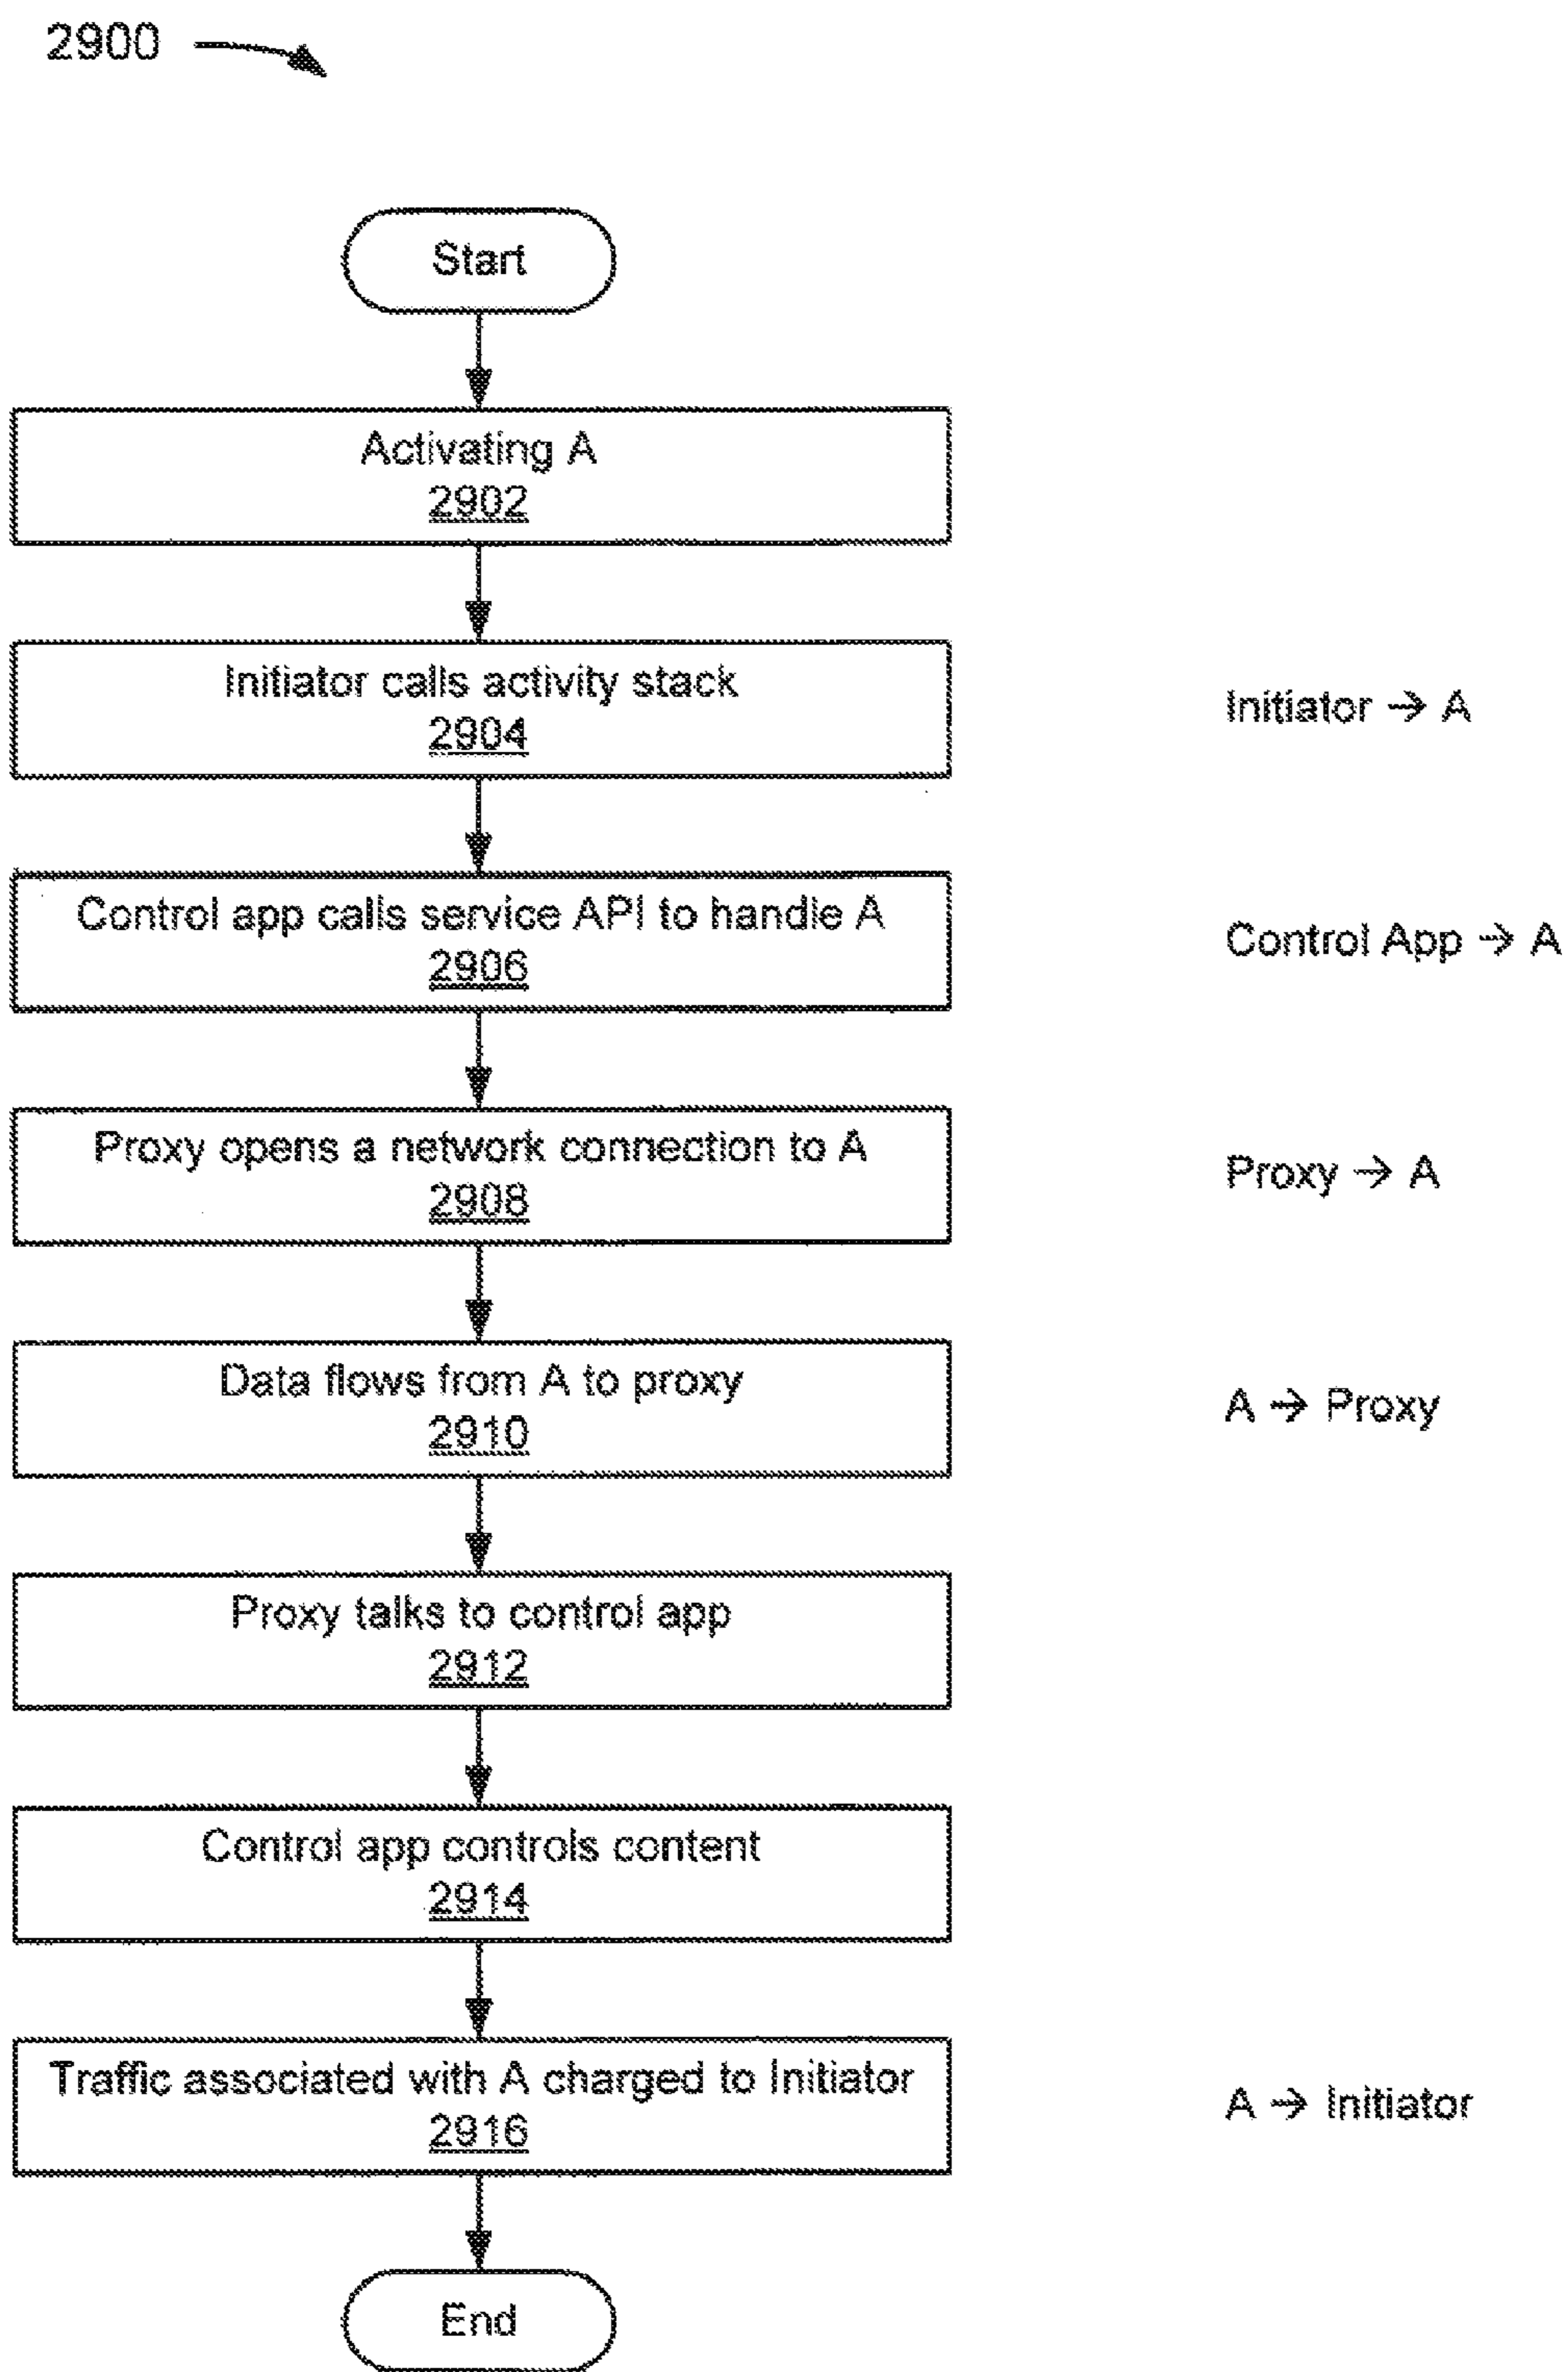 2900
Start
Activating A
2902
Initiator calls activity stack
2904
Initiator → A
Control app calls service API to handle A
2906
Control App → A
Proxy opens a network connection to A
2908
Proxy → A
Data flows from A to proxy
2910
A → Proxy
Proxy talks to control app
2912
Control app controls content
2914
Traffic associated with A charged to Initiator
2916
A → Initiator
End